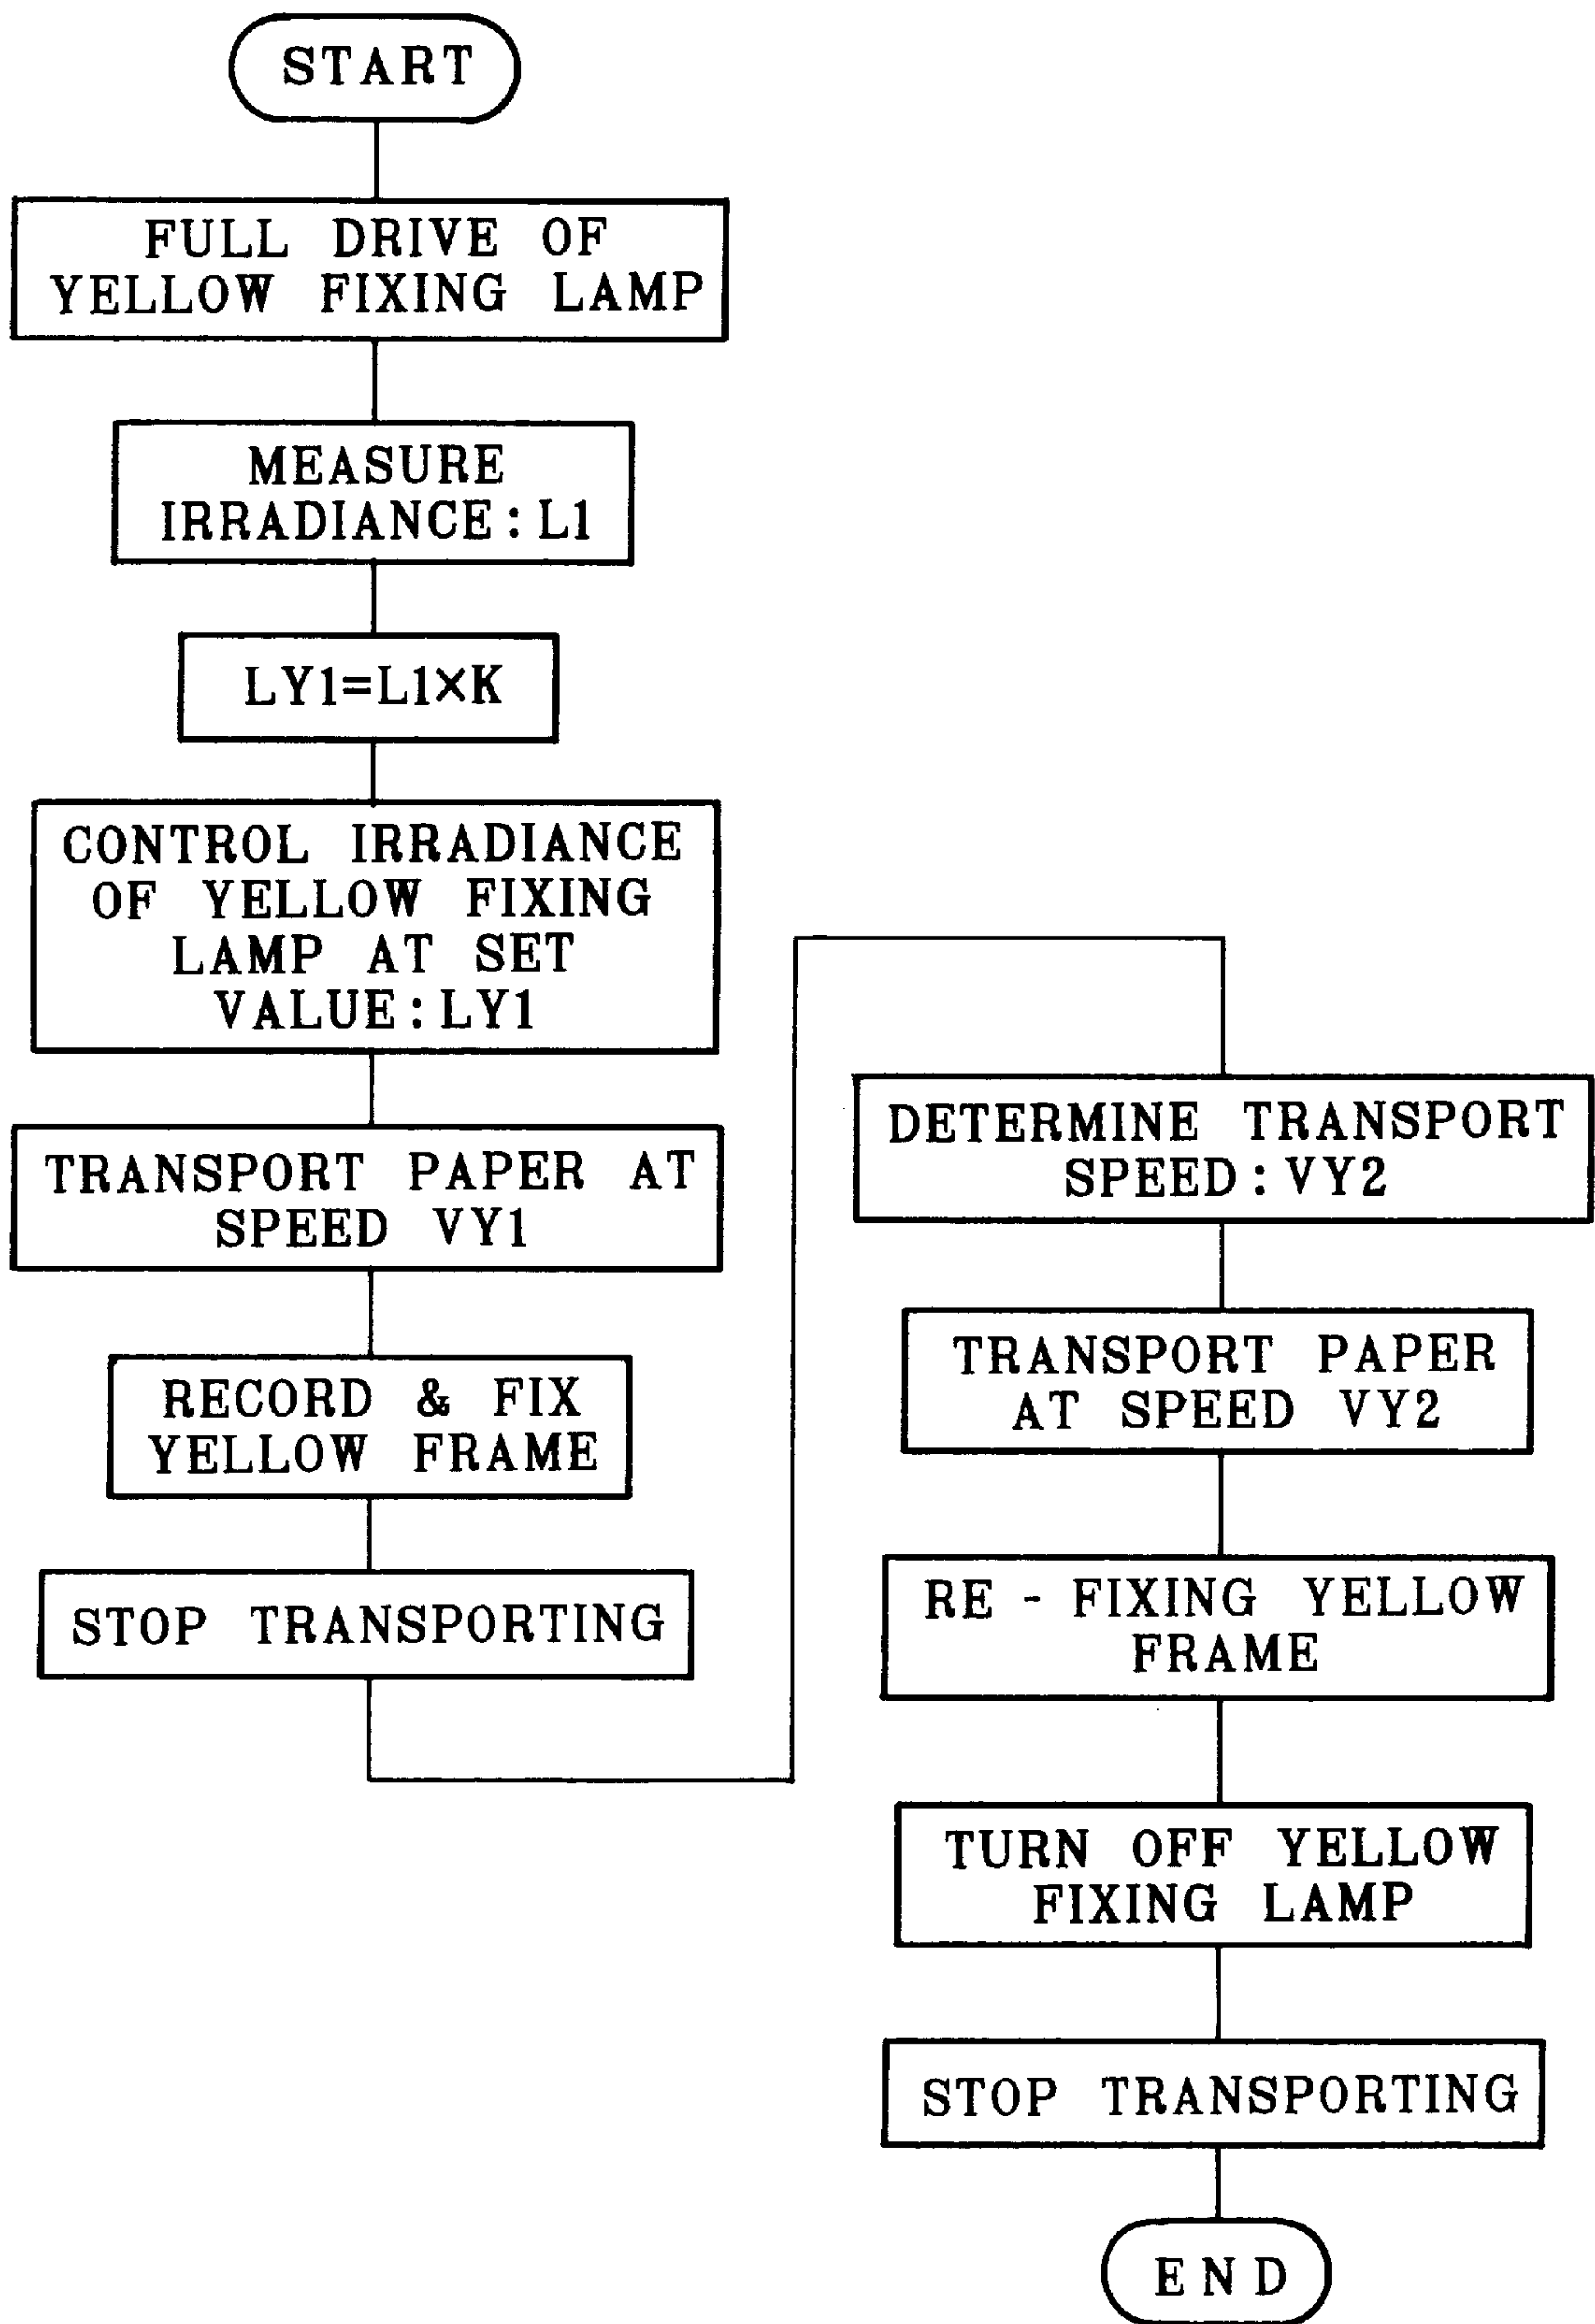 START
FULL DRIVE OF
YELLOW FIXING LAMP
MEASURE
IRRADIANCE:L1
LY1=L1×K
CONTROL IRRADIANCE
OF YELLOW FIXING
LAMP AT SET
VALUE:LY1
TRANSPORT PAPER AT
SPEED VY1
RECORD & FIX
YELLOW FRAME
STOP TRANSPORTING
DETERMINE TRANSPORT
SPEED:VY2
TRANSPORT PAPER
AT SPEED VY2
RE-FIXING YELLOW
FRAME
TURN OFF YELLOW
FIXING LAMP
STOP TRANSPORTING
END